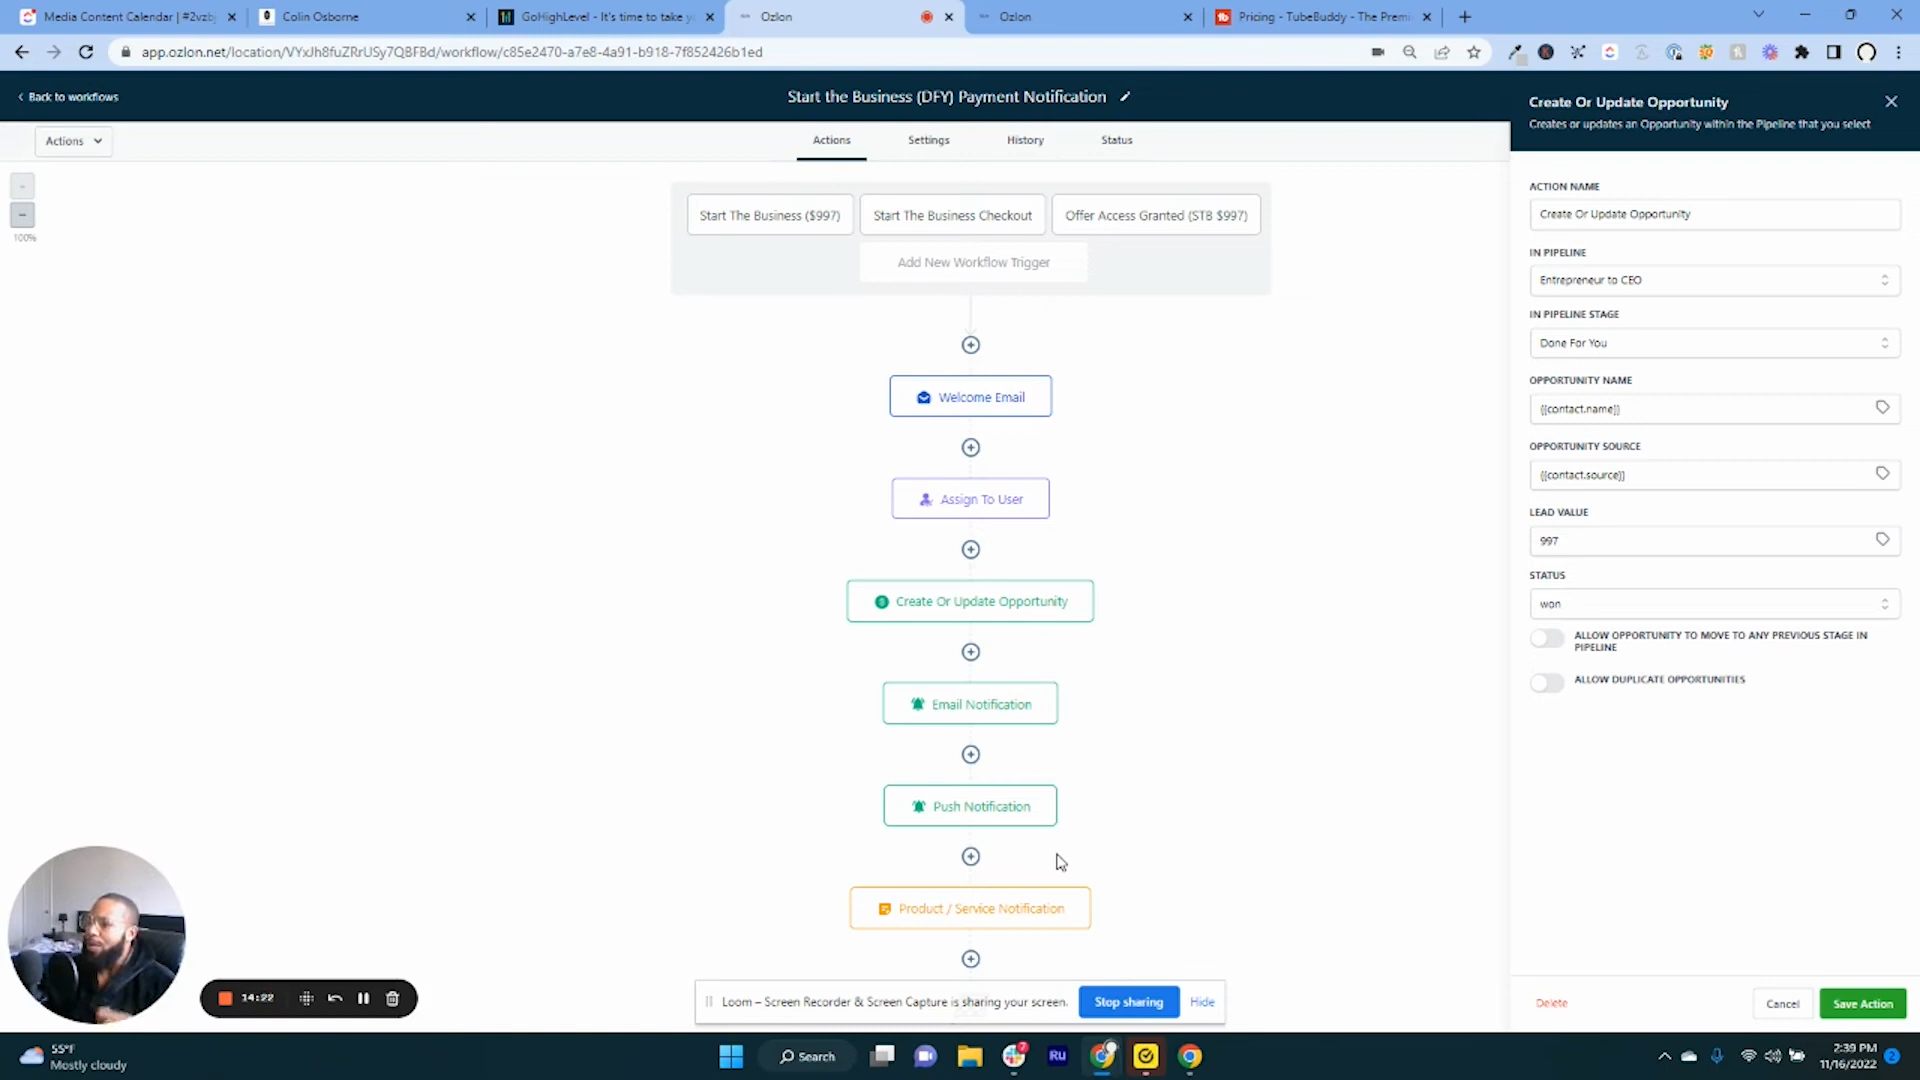 Media Content Calendar | #2vzb
Colin Osborne
GoHighLevel - It's time to take y
Ozlon
Ozlon
Pricing - TubeBuddy - The Premi
app.ozlon.net/location/VYxJh8fuZRrUSy7QBFBd/workflow/c85e2470-a7e8-4a91-b918-7f852426b1ed
Back to workflows
Start the Business (DFY) Payment Notification
Create Or Update Opportunity
Creates or updates an Opportunity within the Pipeline that you select
Actions
Actions
Settings
History
Status
100%
Start The Business ($997)
Start The Business Checkout
Offer Access Granted (STB $997)
Add New Workflow Trigger
Welcome Email
Assign To User
Create Or Update Opportunity
Email Notification
Push Notification
Product / Service Notification
ACTION NAME
Create Or Update Opportunity
IN PIPELINE
Entrepreneur to CEO
IN PIPELINE STAGE
Done For You
OPPORTUNITY NAME
{{contact.name}}
OPPORTUNITY SOURCE
{{contact.source}}
LEAD VALUE
997
STATUS
won
ALLOW OPPORTUNITY TO MOVE TO ANY PREVIOUS STAGE IN
PIPELINE
ALLOW DUPLICATE OPPORTUNITIES
Delete
Cancel
Save Action
14:22
Loom – Screen Recorder & Screen Capture is sharing your screen.
Stop sharing
Hide
55°F
Mostly cloudy
Search
7
RU
2:39 PM
11/16/2022
2